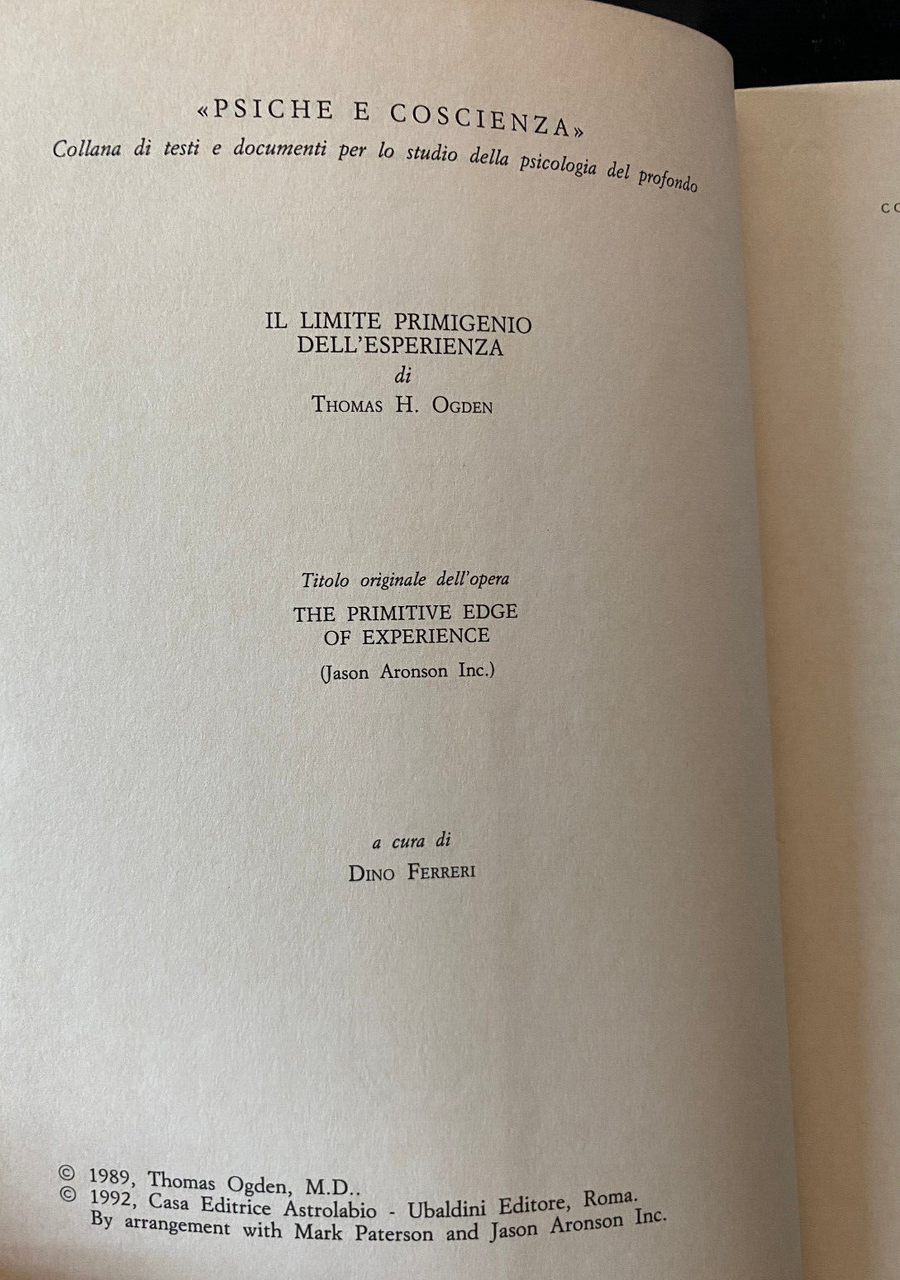 «PSICHE E COSCIENZA»
Collana di testi e documenti per lo studio della psicologia del profondo
IL LIMITE PRIMIGENIO
DELL'ESPERIENZA
di
THOMAS H. OGDEN
Titolo originale dell'opera
THE PRIMITIVE EDGE
OF EXPERIENCE
(Jason Aronson Inc.)
a cura di
DINO FERRERI
© 1989, Thomas Ogden, M.D..
© 1992, Casa Editrice Astrolabio - Ubaldini Editore, Roma.
By arrangement with Mark Paterson and Jason Aronson Inc.